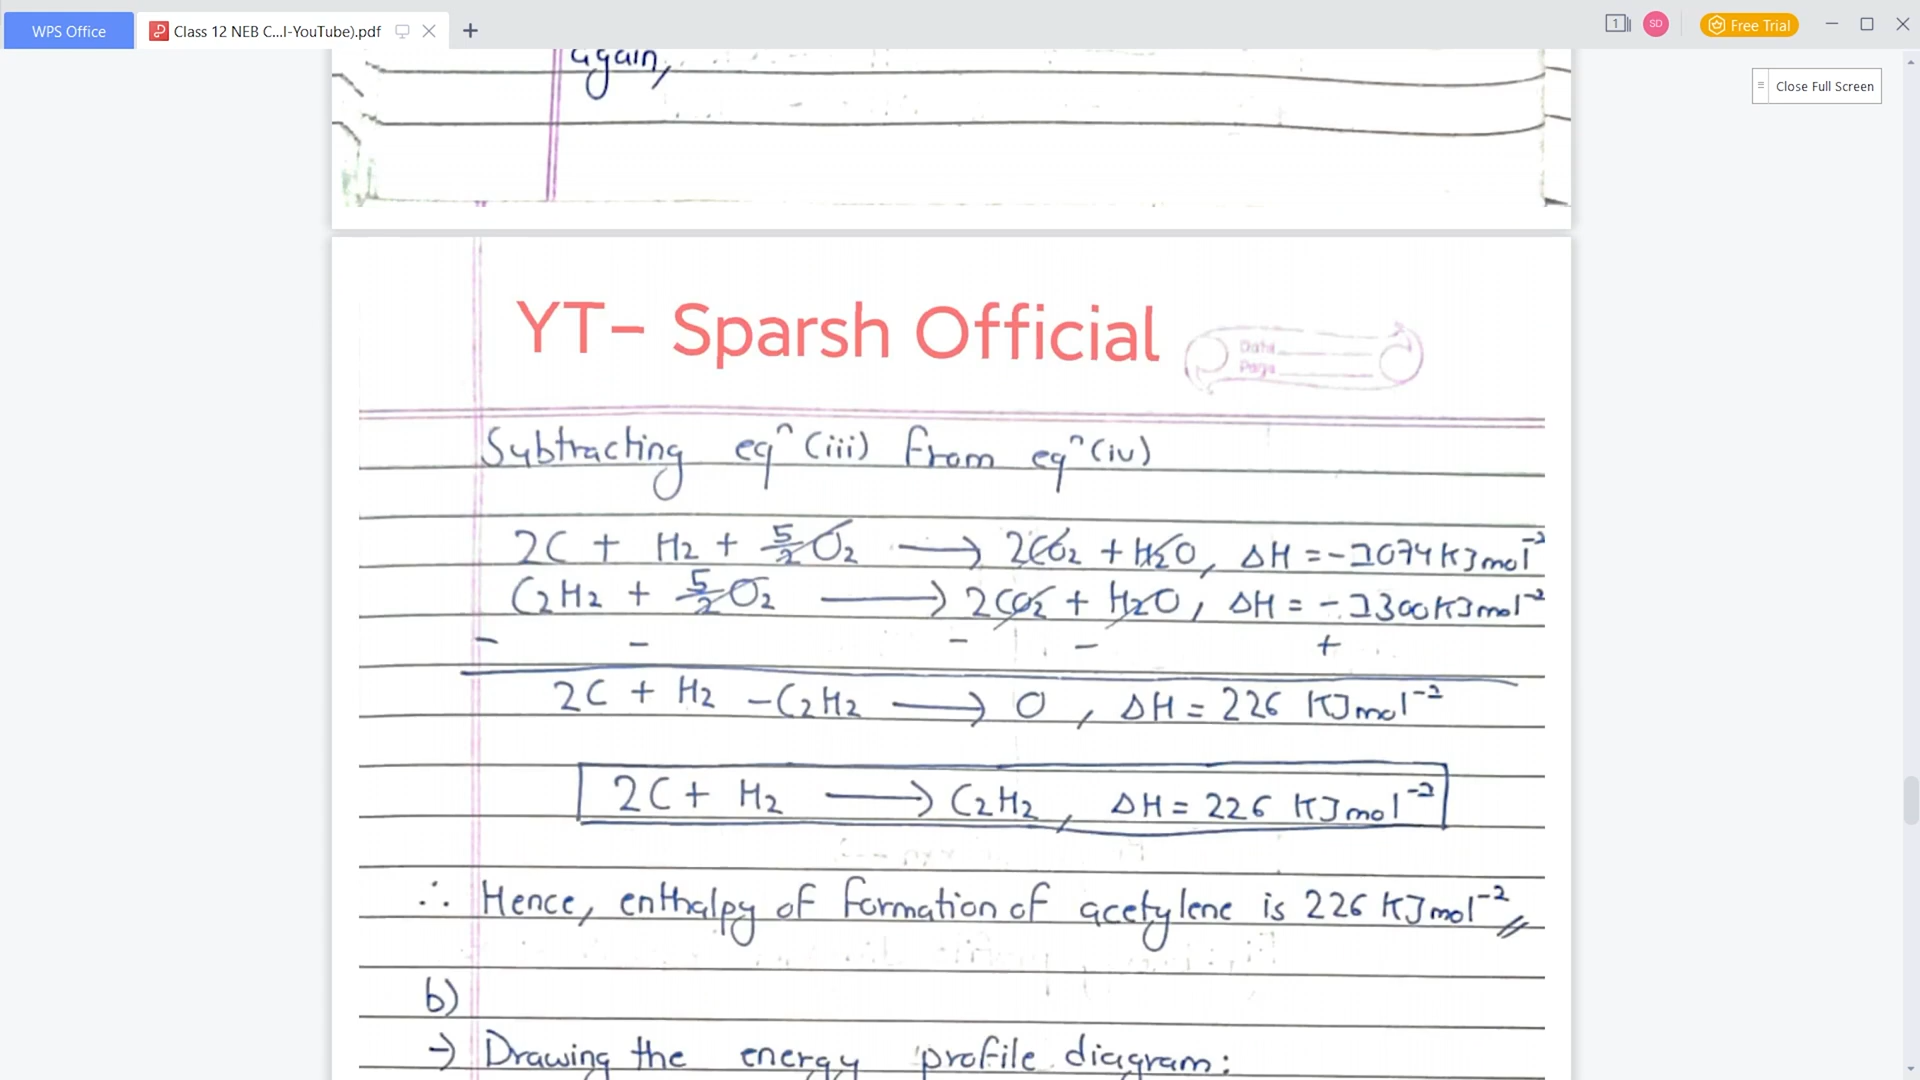 WPS Office
Class 12 NEB C...l-YouTube).pdf
1
SD
Free Trial
Close Full Screen
again,
YT- Sparsh Official
Date
Page
Subtracting eqⁿ (iii) from eqⁿ (iv)
2C + H₂ + 5/2 O₂ → 2CO₂ + H₂O, ΔH = -1074 KJ mol⁻¹
C₂H₂ + 5/2 O₂ → 2CO₂ + H₂O, ΔH = -1300 KJ mol⁻¹
- - - - +
2C + H₂ - C₂H₂ → 0, ΔH = 226 KJ mol⁻¹
2C + H₂ → C₂H₂, ΔH = 226 KJ mol⁻¹
∴ Hence, enthalpy of formation of acetylene is 226 KJ mol⁻¹//
b)
→ Drawing the energy profile diagram: